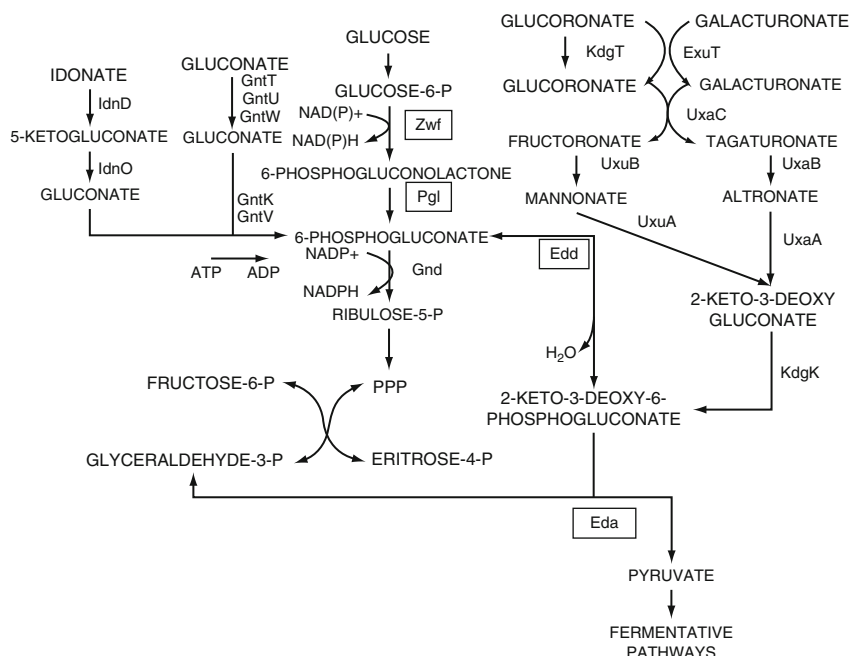 GLUCORONATE
GALACTURONATE
KdgT
ExuT
GLUCORONATE
GALACTURONATE
UxaC
FRUCTORONATE
TAGATURONATE
UxuB
UxaB
MANNONATE
ALTRONATE
UxuA
UxaA
2-KETO-3-DEOXY
GLUCONATE
KdgK
GLUCOSE
GLUCOSE-6-P
NAD(P)+
NAD(P)H
Zwf
6-PHOSPHOGLUCONOLACTONE
Pgl
6-PHOSPHOGLUCONATE
NADP+
NADPH
Gnd
RIBULOSE-5-P
PPP
GLUCONATE
GntT
GntU
GntW
GLUCONATE
GntK
GntV
IDONATE
IdnD
5-KETOGLUCONATE
IdnO
GLUCONATE
ATP
ADP
Edd
H₂O
2-KETO-3-DEOXY-6-
PHOSPHOGLUCONATE
FRUCTOSE-6-P
GLYCERALDEHYDE-3-P
ERITROSE-4-P
Eda
PYRUVATE
FERMENTATIVE
PATHWAYS